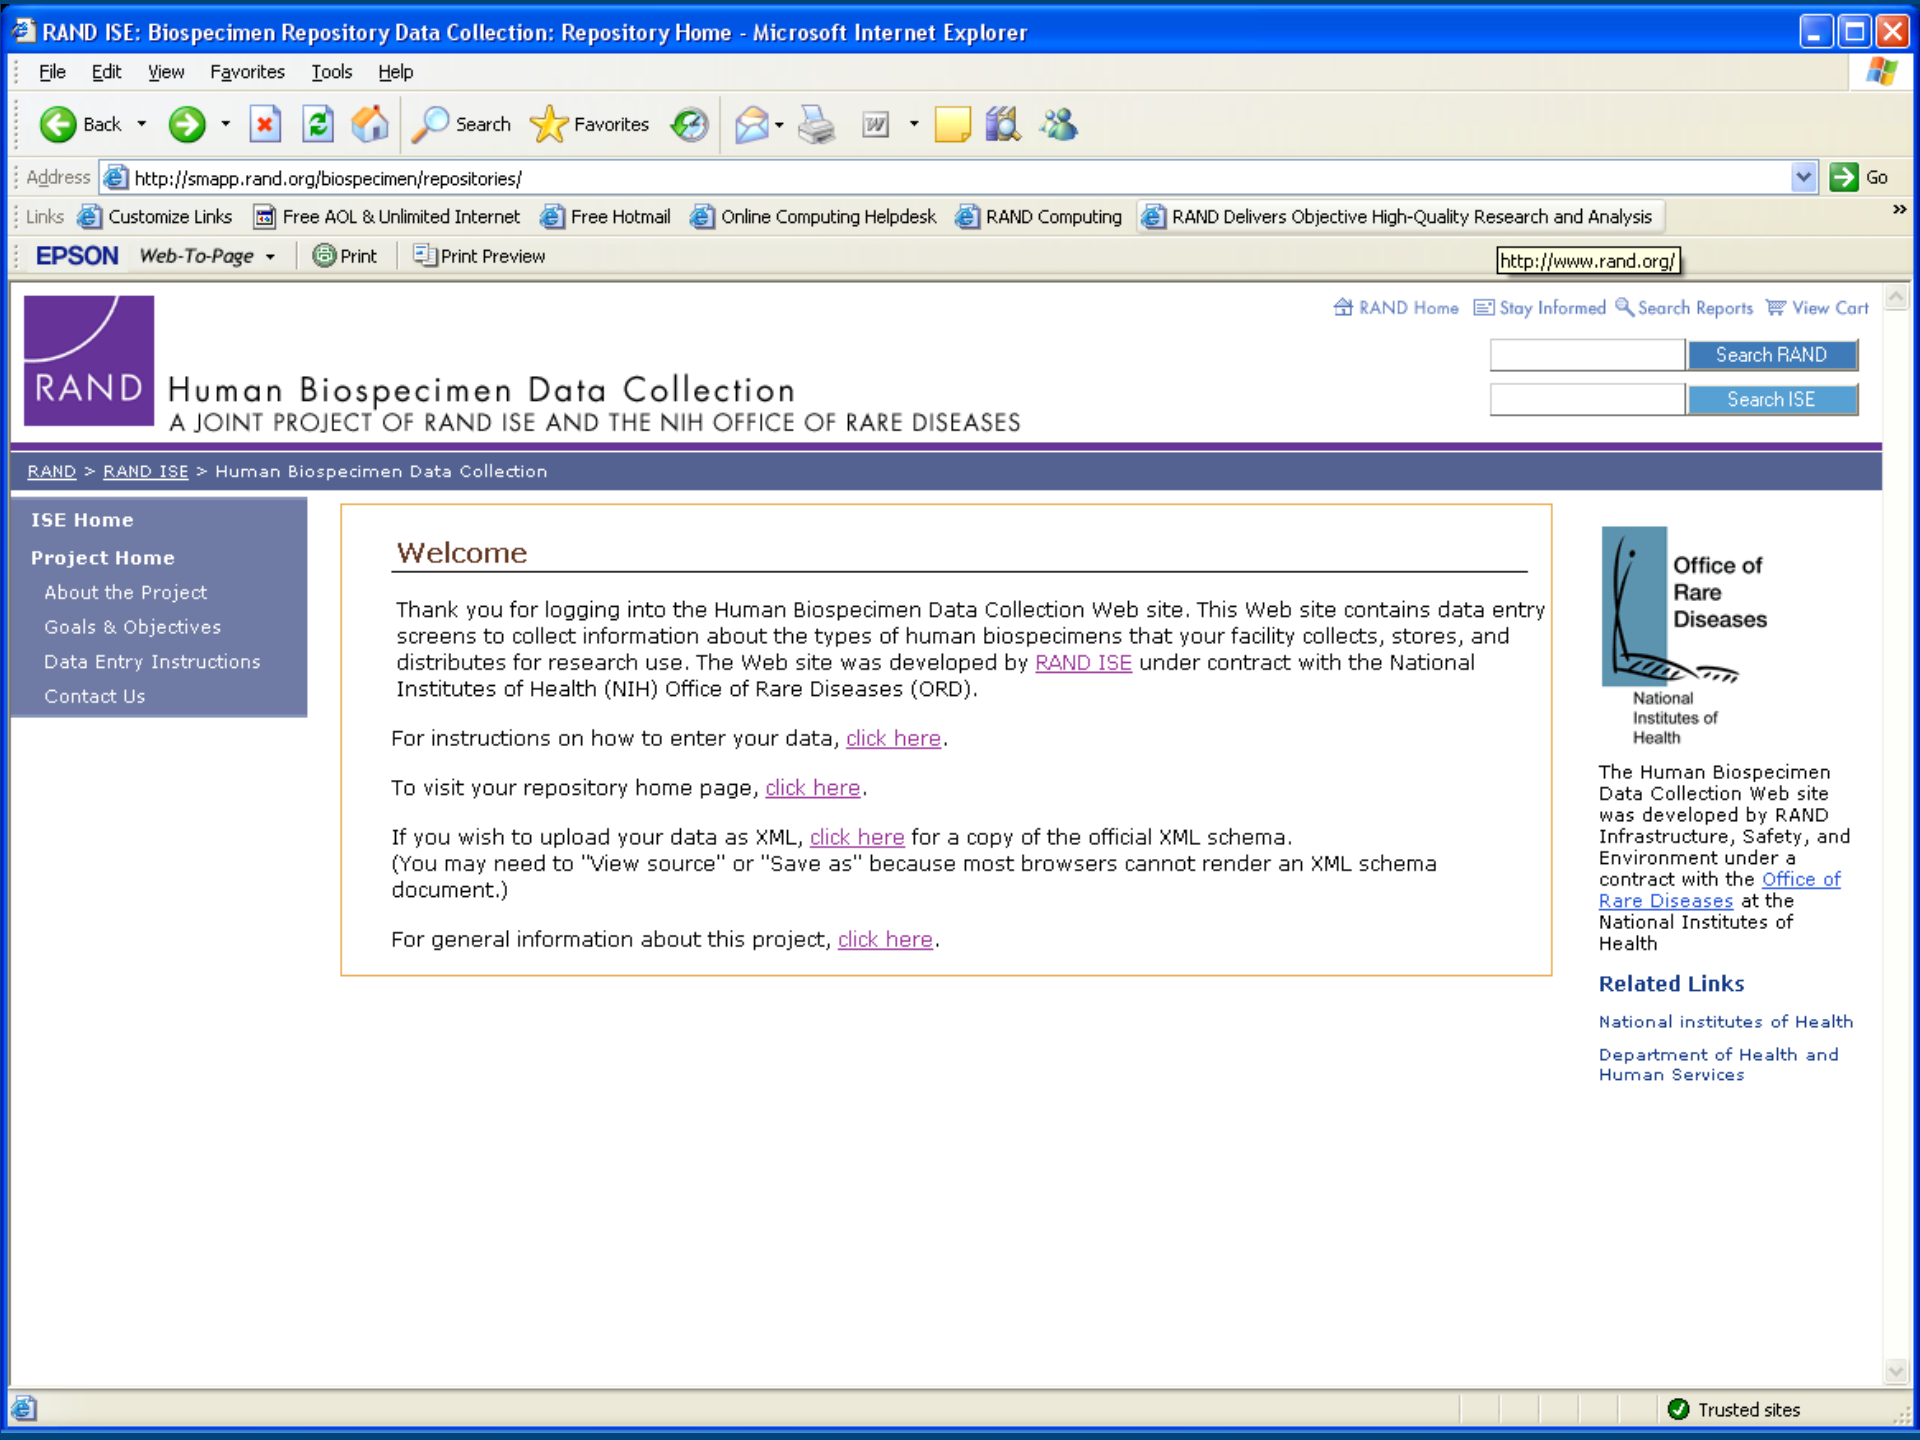 RAND ISE: Biospecimen Repository Data Collection: Repository Home - Microsoft Internet Explorer
File Edit View Favorites Tools Help
Back Search Favorites W
Address http://smapp.rand.org/biospecimen/repositories/ Go
Links Customize Links Free AOL & Unlimited Internet Free Hotmail Online Computing Helpdesk RAND Computing RAND Delivers Objective High-Quality Research and Analysis »
EPSON Web-To-Page Print Print Preview
http://www.rand.org/
RAND Home Stay Informed Search Reports View Cart
Search RAND
Search ISE
RAND
Human Biospecimen Data Collection
A JOINT PROJECT OF RAND ISE AND THE NIH OFFICE OF RARE DISEASES
RAND > RAND ISE > Human Biospecimen Data Collection
ISE Home
Project Home
About the Project
Goals & Objectives
Data Entry Instructions
Contact Us
Welcome
Thank you for logging into the Human Biospecimen Data Collection Web site. This Web site contains data entry
screens to collect information about the types of human biospecimens that your facility collects, stores, and
distributes for research use. The Web site was developed by RAND ISE under contract with the National
Institutes of Health (NIH) Office of Rare Diseases (ORD).
For instructions on how to enter your data, click here.
To visit your repository home page, click here.
If you wish to upload your data as XML, click here for a copy of the official XML schema.
(You may need to "View source" or "Save as" because most browsers cannot render an XML schema
document.)
For general information about this project, click here.
Office of
Rare
Diseases
National
Institutes of
Health
The Human Biospecimen
Data Collection Web site
was developed by RAND
Infrastructure, Safety, and
Environment under a
contract with the Office of
Rare Diseases at the
National Institutes of
Health
Related Links
National institutes of Health
Department of Health and
Human Services
Trusted sites